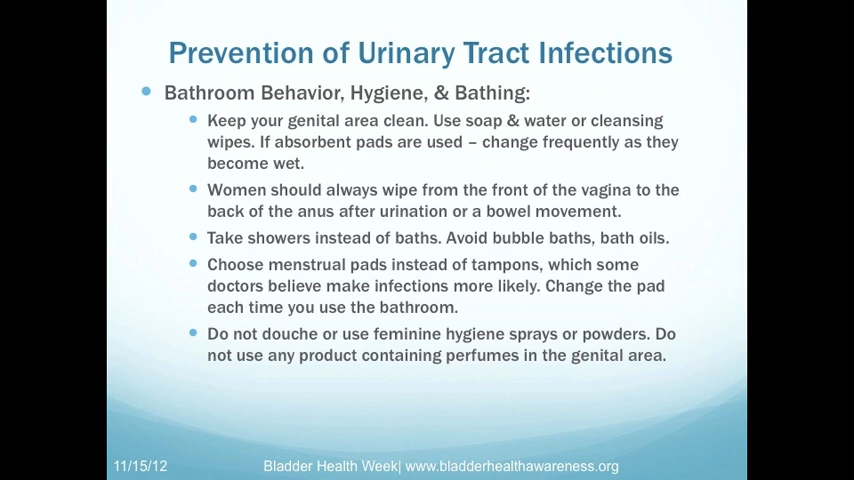 Prevention of Urinary Tract Infections
• Bathroom Behavior, Hygiene, & Bathing:
• Keep your genital area clean. Use soap & water or cleansing
wipes. If absorbent pads are used – change frequently as they
become wet.
• Women should always wipe from the front of the vagina to the
back of the anus after urination or a bowel movement.
• Take showers instead of baths. Avoid bubble baths, bath oils.
• Choose menstrual pads instead of tampons, which some
doctors believe make infections more likely. Change the pad
each time you use the bathroom.
• Do not douche or use feminine hygiene sprays or powders. Do
not use any product containing perfumes in the genital area.
11/15/12 Bladder Health Week| www.bladderhealthawareness.org